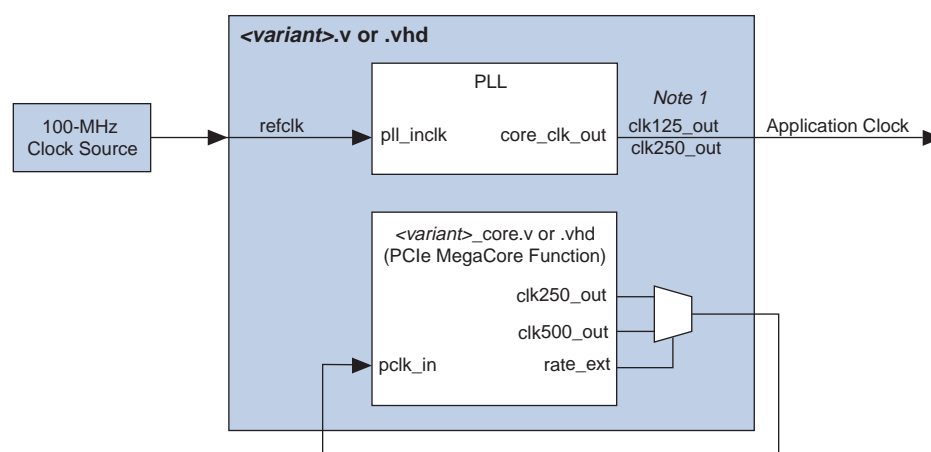 <variant>.v or .vhd
PLL
Note 1
100-MHz
Clock Source
refclk
pll_inclk
core_clk_out
clk125_out
clk250_out
Application Clock
<variant>_core.v or .vhd
(PCIe MegaCore Function)
clk250_out
clk500_out
pclk_in
rate_ext